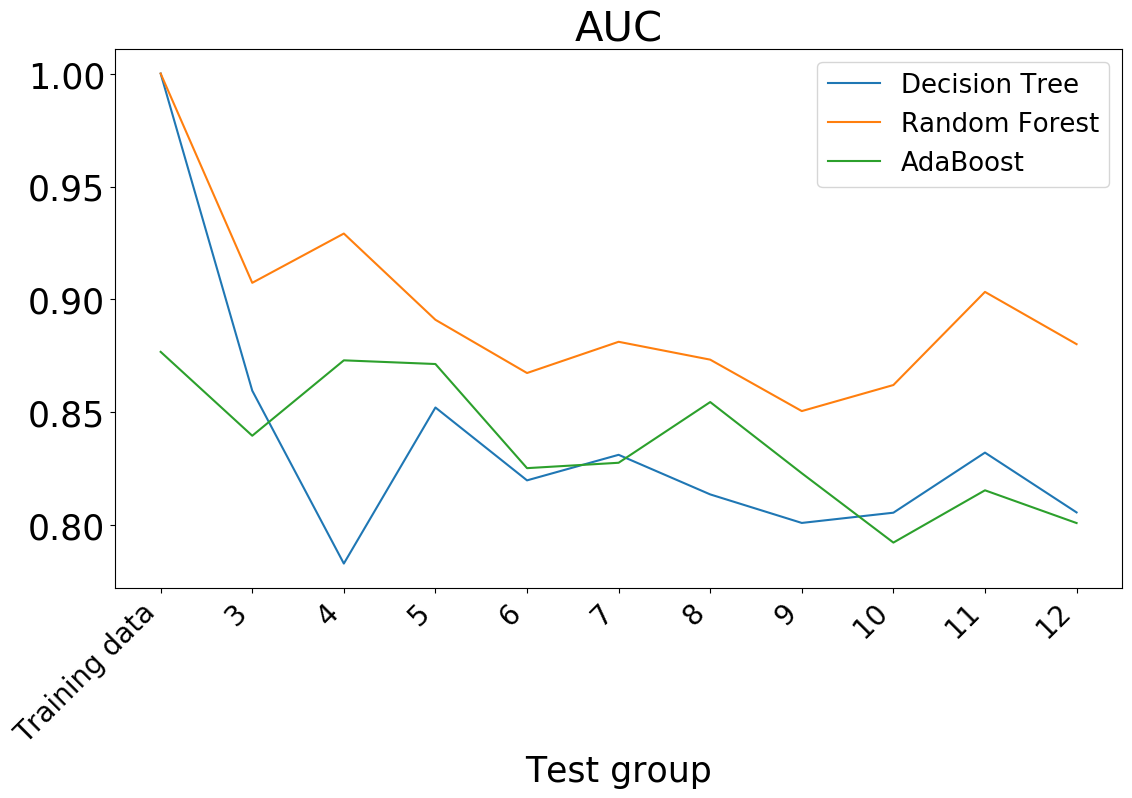 AUC
1.00
0.95
0.90
0.85
0.80
Decision Tree
Random Forest
AdaBoost
Training data
3
4
5
6
7
8
9
10
11
12
Test group